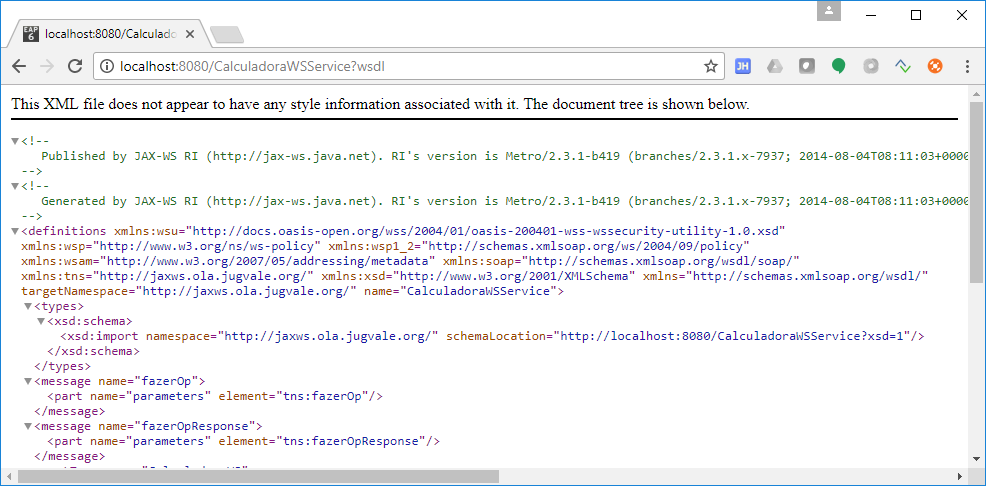 EAP
6
localhost:8080/Calculado
localhost:8080/CalculadoraWSService?wsdl
JH
This XML file does not appear to have any style information associated with it. The document tree is shown below.
<!--
Published by JAX-WS RI (http://jax-ws.java.net). RI's version is Metro/2.3.1-b419 (branches/2.3.1.x-7937; 2014-08-04T08:11:03+0000
-->
<!--
Generated by JAX-WS RI (http://jax-ws.java.net). RI's version is Metro/2.3.1-b419 (branches/2.3.1.x-7937; 2014-08-04T08:11:03+0000
-->
<definitions xmlns:wsu="http://docs.oasis-open.org/wss/2004/01/oasis-200401-wss-wssecurity-utility-1.0.xsd"
xmlns:wsp="http://www.w3.org/ns/ws-policy" xmlns:wsp1_2="http://schemas.xmlsoap.org/ws/2004/09/policy"
xmlns:wsam="http://www.w3.org/2007/05/addressing/metadata" xmlns:soap="http://schemas.xmlsoap.org/wsdl/soap/"
xmlns:tns="http://jaxws.ola.jugvale.org/" xmlns:xsd="http://www.w3.org/2001/XMLSchema" xmlns="http://schemas.xmlsoap.org/wsdl/"
targetNamespace="http://jaxws.ola.jugvale.org/" name="CalculadoraWSService">
<types>
<xsd:schema>
<xsd:import namespace="http://jaxws.ola.jugvale.org/" schemaLocation="http://localhost:8080/CalculadoraWSService?xsd=1"/>
</xsd:schema>
</types>
<message name="fazerOp">
<part name="parameters" element="tns:fazerOp"/>
</message>
<message name="fazerOpResponse">
<part name="parameters" element="tns:fazerOpResponse"/>
</message>